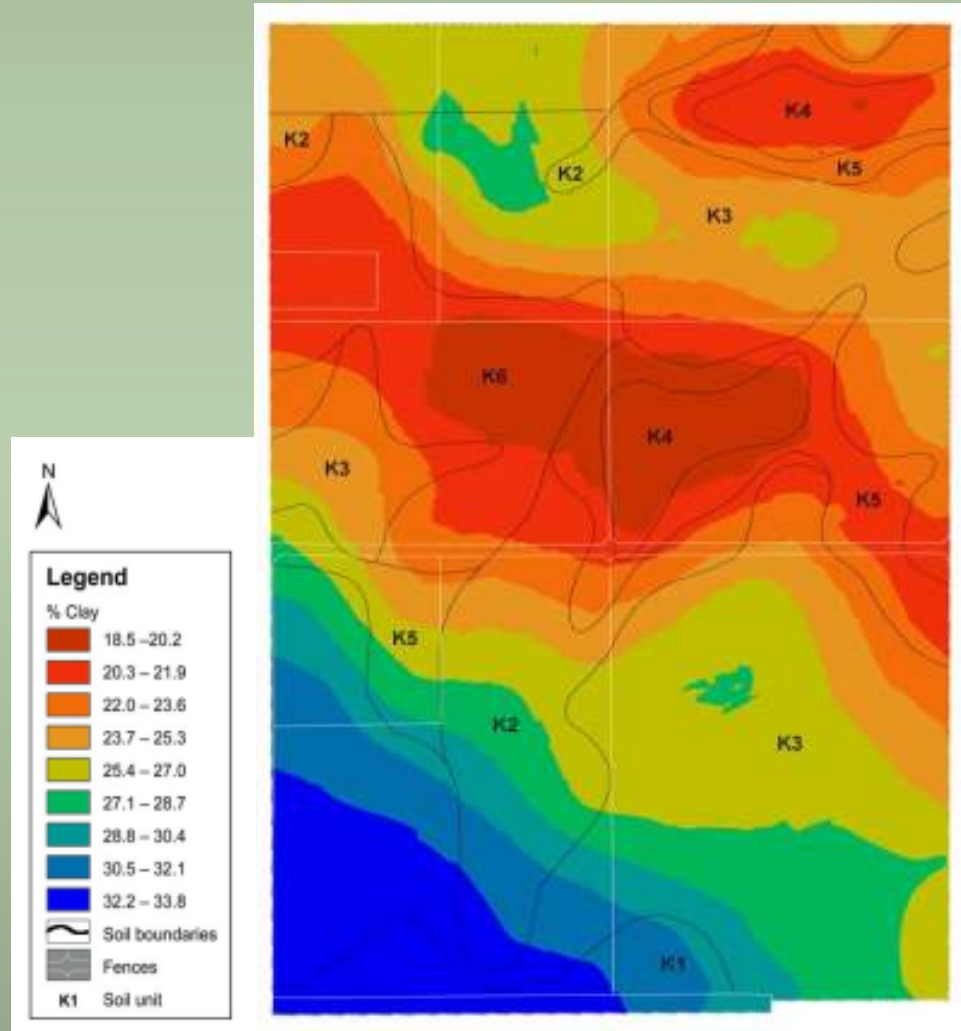 K4
K2
K5
K2
K3
K6
K4
K3
K5
K5
K2
K3
K1
N
Legend
% Clay
18.5 –20.2
20.3 – 21.9
22.0 – 23.6
23.7 – 25.3
25.4 – 27.0
27.1 – 28.7
28.8 – 30.4
30.5 – 32.1
32.2 – 33.8
Soil boundaries
Fences
K1 Soil unit